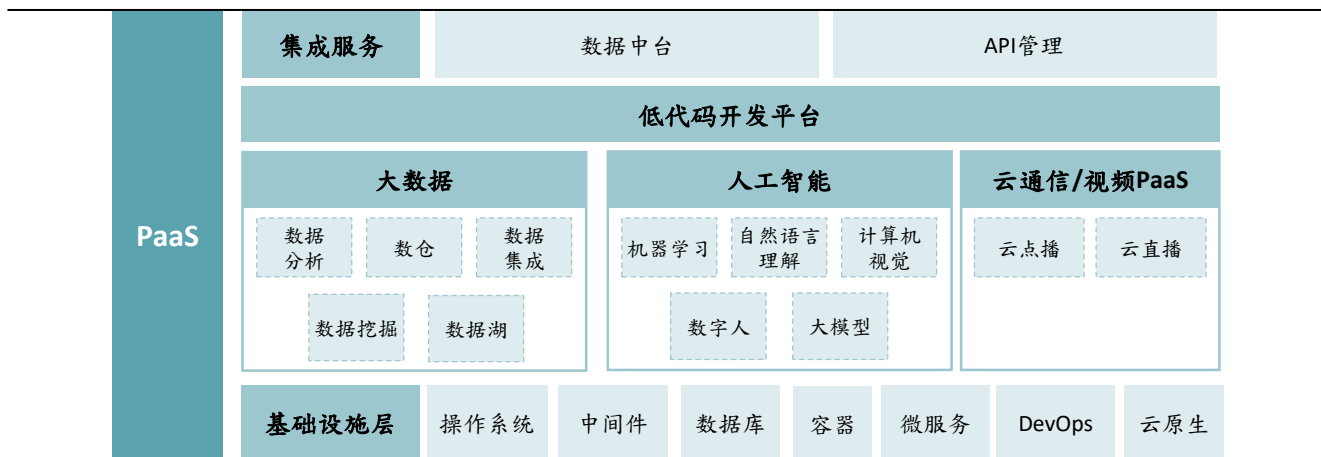 集成服务
数据中台
API管理
低代码开发平台
PaaS
大数据
数据
分析
数仓
数据
集成
数据挖掘
数据湖
人工智能
机器学习
自然语言
理解
计算机
视觉
数字人
大模型
云通信/视频PaaS
云点播
云直播
基础设施层
操作系统
中间件
数据库
容器
微服务
DevOps
云原生